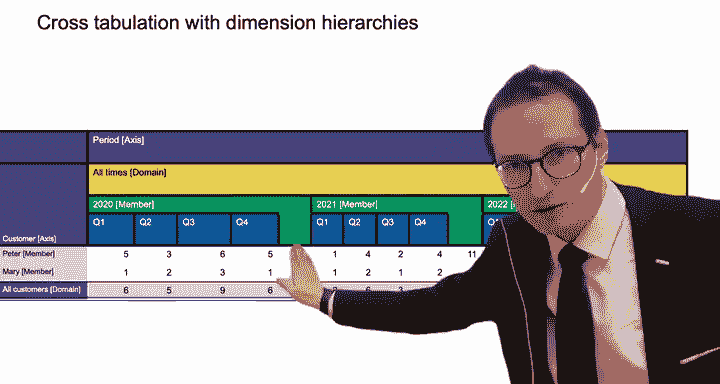 Cross tabulation with dimension hierarchies
Period [Axis]
All times [Domain]
2020 [Member] 2021 [Member] 2022
Q1 Q2 Q3 Q4 Q1 Q2 Q3 Q4 Q1
Customer [Axis]
Peter [Member] 5 3 6 5 1 4 2 4 11
Mary [Member] 1 2 3 1 1 2 1 2
All customers [Domain] 6 5 9 6 6